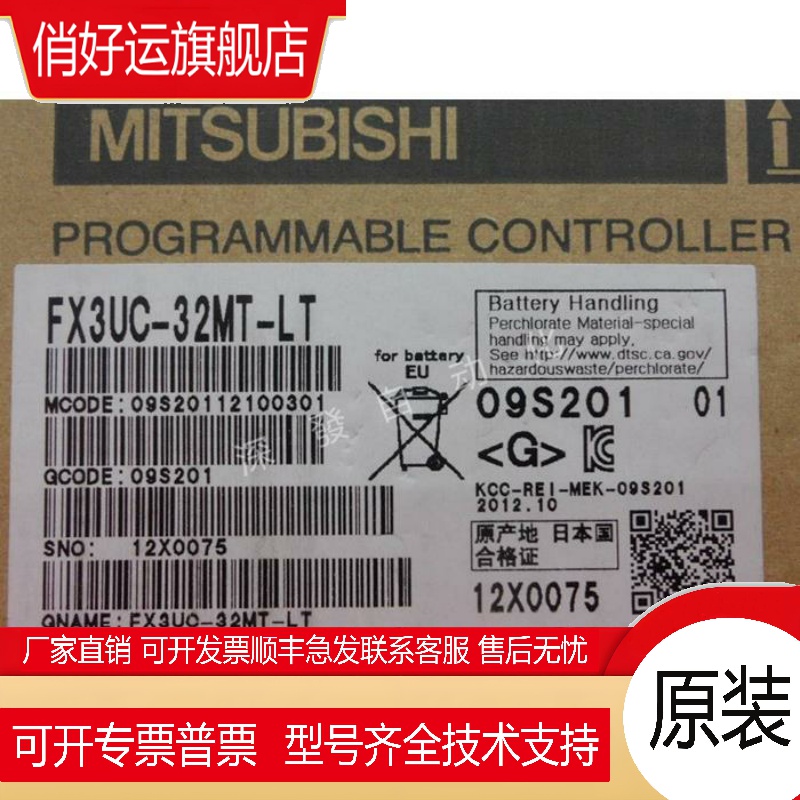 俏好运旗舰店
MITSUBISHI
PROGRAMMABLE CONTROLLER
FX3UC-32MT-LT
MCODE: 09S20112100301
QCODE: 09S201
SNO: 12X0075
QNAME: FX3UC-32MT-LT
for battery
EU
Battery Handling
Perchlorate Material-special
handling may apply.
See http://www.dtsc.ca.gov/
hazardouswaste/perchlorate/
09S201 01
<G>
KCC-REI-MEK-09S201
2012.10
原产地 日本国
合格证
12X0075
深發自动化
厂家直销 可开发票顺丰急发联系客服 售后无忧
可开专票普票 型号齐全技术支持
原装